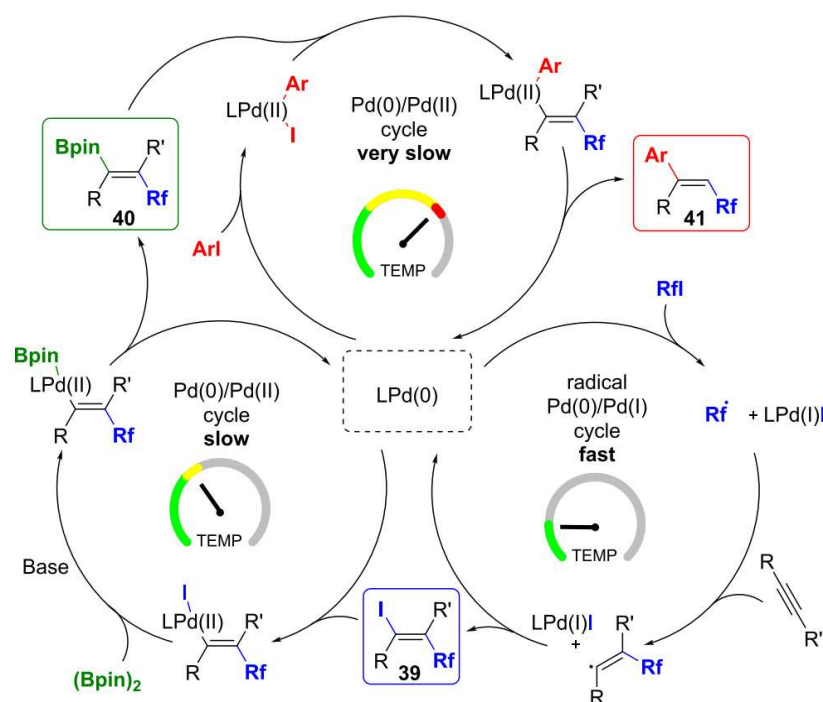 Ar
LPd(II)
I
Pd(0)/Pd(II)
cycle
very slow
TEMP
Ar
LPd(II)
R'
R
Rf
Bpin
R'
R
Rf
40
Ar
R
Rf
41
ArI
RfI
Bpin
LPd(II)
R'
R
Rf
Pd(0)/Pd(II)
cycle
slow
TEMP
LPd(0)
radical
Pd(0)/Pd(I)
cycle
fast
TEMP
Rf• + LPd(I)I
Base
(Bpin)2
I
LPd(II)
R'
R
Rf
I
R'
R
Rf
39
LPd(I)I
+
R'
Rf
R
R
R'